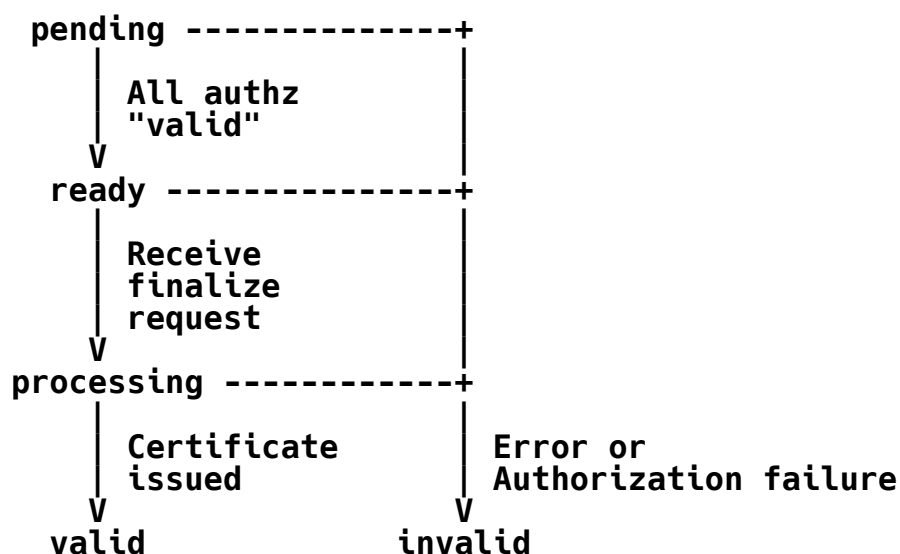 pending --------------+
|                   |
| All authz         |
| "valid"           |
V                   |
ready ---------------+
|                   |
| Receive           |
| finalize          |
| request           |
V                   |
processing ------------+
|                   |
| Certificate       | Error or
| issued            | Authorization failure
V                   V
valid             invalid